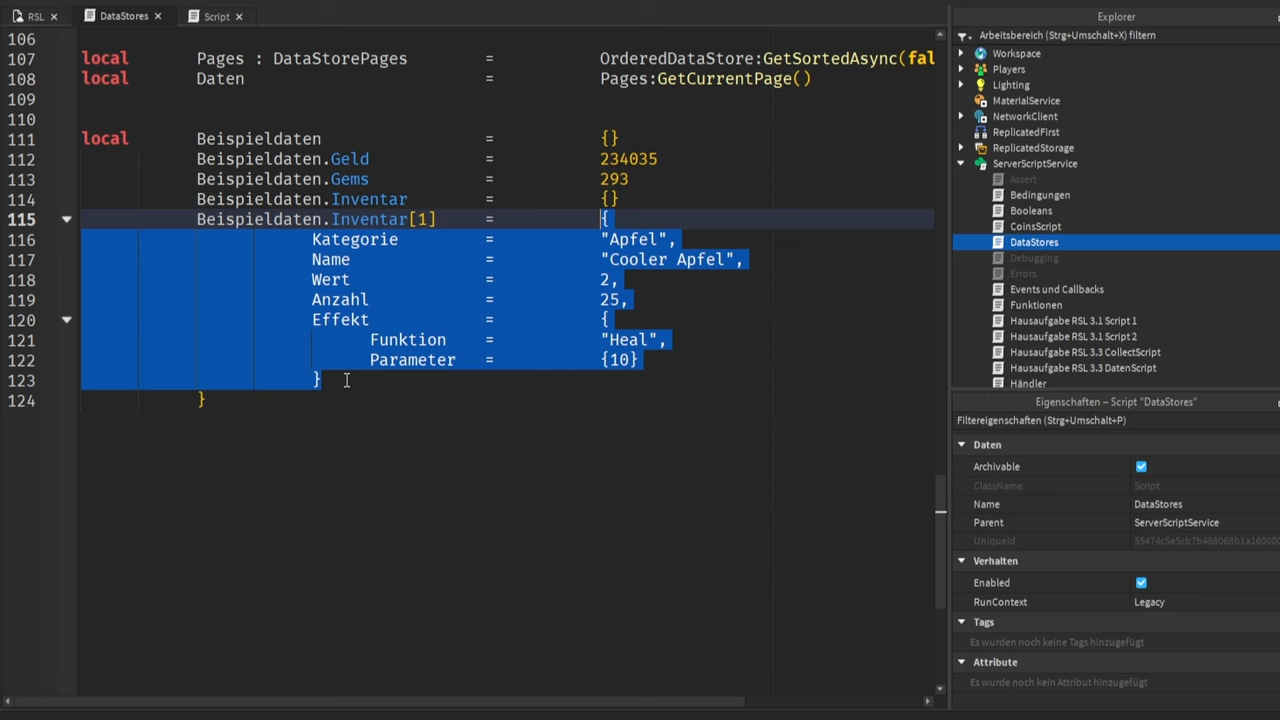 RSL
DataStores
Script
106
107 local Pages : DataStorePages = OrderedDataStore:GetSortedAsync(fal
108 local Daten = Pages:GetCurrentPage()
109
110
111 local Beispieldaten = {}
112 Beispieldaten.Geld = 234035
113 Beispieldaten.Gems = 293
114 Beispieldaten.Inventar = {}
115 Beispieldaten.Inventar[1] = {
116 Kategorie = "Apfel",
117 Name = "Cooler Apfel",
118 Wert = 2,
119 Anzahl = 25,
120 Effekt = {
121 Funktion = "Heal",
122 Parameter = {10}
123 }
124 }
Explorer
Arbeitsbereich (Strg+Umschalt+X) filtern
Workspace
Players
Lighting
MaterialService
NetworkClient
ReplicatedFirst
ReplicatedStorage
ServerScriptService
Assert
Bedingungen
Booleans
CoinsScript
DataStores
Debugging
Errors
Events und Callbacks
Funktionen
Hausaufgabe RSL 3.1 Script 1
Hausaufgabe RSL 3.1 Script 2
Hausaufgabe RSL 3.3 CollectScript
Hausaufgabe RSL 3.3 DatenScript
Händler
Eigenschaften – Script "DataStores"
Filtereigenschaften (Strg+Umschalt+P)
Daten
Archivable
ClassName Script
Name DataStores
Parent ServerScriptService
UniqueId
Verhalten
Enabled
RunContext Legacy
Tags
Es wurden noch keine Tags hinzugefügt
Attribute
Es wurde noch kein Attribut hinzugefügt